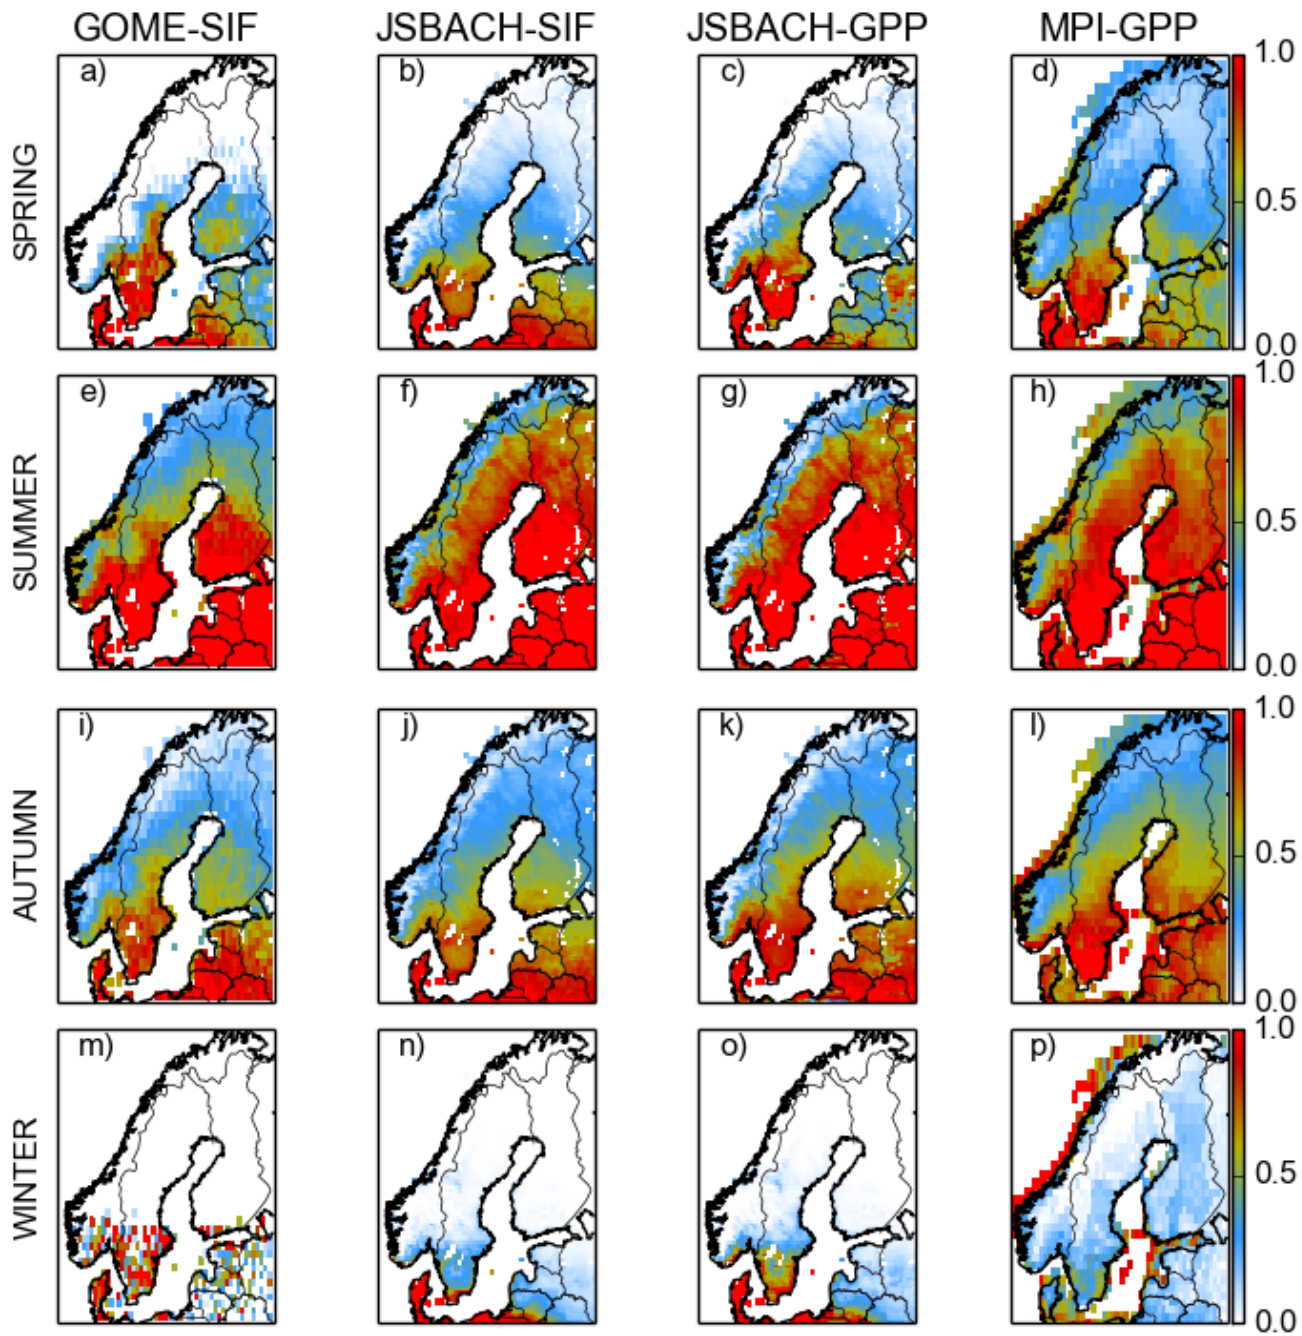 GOME-SIF JSBACH-SIF JSBACH-GPP MPI-GPP
SPRING a) b) c) d) 1.0
0.5
0.0
SUMMER e) f) g) h) 1.0
0.5
0.0
AUTUMN i) j) k) l) 1.0
0.5
0.0
WINTER m) n) o) p) 1.0
0.5
0.0